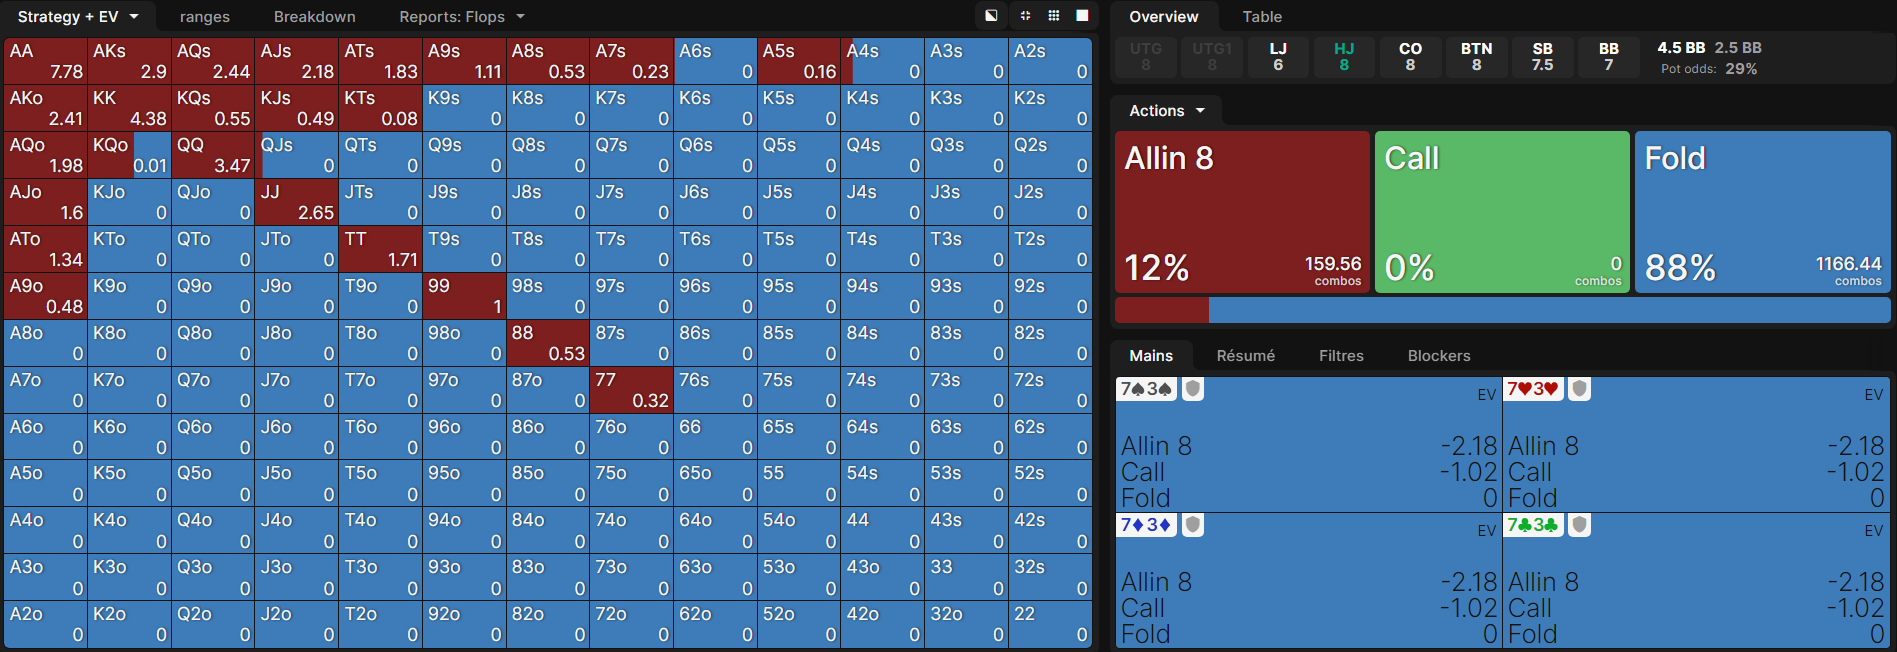 Strategy + EV ranges Breakdown Reports: Flops
AA AKs AQs AJs ATs A9s A8s A7s A6s A5s A4s A3s A2s
7.78 2.9 2.44 2.18 1.83 1.11 0.53 0.23 0 0.16 0 0 0
AKo KK KQs KJs KTs K9s K8s K7s K6s K5s K4s K3s K2s
2.41 4.38 0.55 0.49 0.08 0 0 0 0 0 0 0 0
AQo KQo QQ QJs QTs Q9s Q8s Q7s Q6s Q5s Q4s Q3s Q2s
1.98 0.01 3.47 0 0 0 0 0 0 0 0 0 0
AJo KJo QJo JJ JTs J9s J8s J7s J6s J5s J4s J3s J2s
1.6 0 0 2.65 0 0 0 0 0 0 0 0 0
ATo KTo QTo JTo TT T9s T8s T7s T6s T5s T4s T3s T2s
1.34 0 0 0 1.71 0 0 0 0 0 0 0 0
A9o K9o Q9o J9o T9o 99 98s 97s 96s 95s 94s 93s 92s
0.48 0 0 0 0 1 0 0 0 0 0 0 0
A8o K8o Q8o J8o T8o 98o 88 87s 86s 85s 84s 83s 82s
0 0 0 0 0 0 0.53 0 0 0 0 0 0
A7o K7o Q7o J7o T7o 97o 87o 77 76s 75s 74s 73s 72s
0 0 0 0 0 0 0 0.32 0 0 0 0 0
A6o K6o Q6o J6o T6o 96o 86o 76o 66 65s 64s 63s 62s
0 0 0 0 0 0 0 0 0 0 0 0 0
A5o K5o Q5o J5o T5o 95o 85o 75o 65o 55 54s 53s 52s
0 0 0 0 0 0 0 0 0 0 0 0 0
A4o K4o Q4o J4o T4o 94o 84o 74o 64o 54o 44 43s 42s
0 0 0 0 0 0 0 0 0 0 0 0 0
A3o K3o Q3o J3o T3o 93o 83o 73o 63o 53o 43o 33 32s
0 0 0 0 0 0 0 0 0 0 0 0 0
A2o K2o Q2o J2o T2o 92o 82o 72o 62o 52o 42o 32o 22
0 0 0 0 0 0 0 0 0 0 0 0 0
Overview Table
UTG UTG1 LJ HJ CO BTN SB BB
8 8 6 8 8 8 7.5 7
4.5 BB 2.5 BB
Pot odds: 29%
Actions
Allin 8 Call Fold
12% 159.56 combos 0% 0 combos 88% 1166.44 combos
Mains Résumé Filtres Blockers
7♠3♠ EV 7♥3♥ EV
Allin 8 -2.18 Allin 8 -2.18
Call -1.02 Call -1.02
Fold 0 Fold 0
7♦3♦ EV 7♣3♣ EV
Allin 8 -2.18 Allin 8 -2.18
Call -1.02 Call -1.02
Fold 0 Fold 0